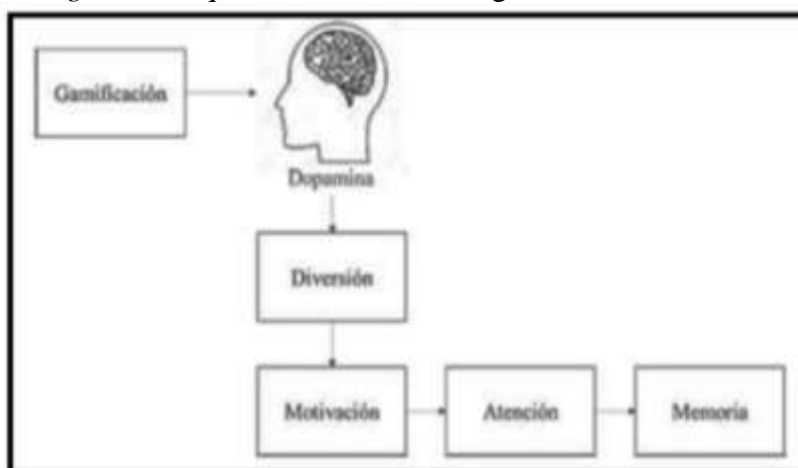 Gamificación
Dopamina
Diversión
Motivación
Atención
Memoria